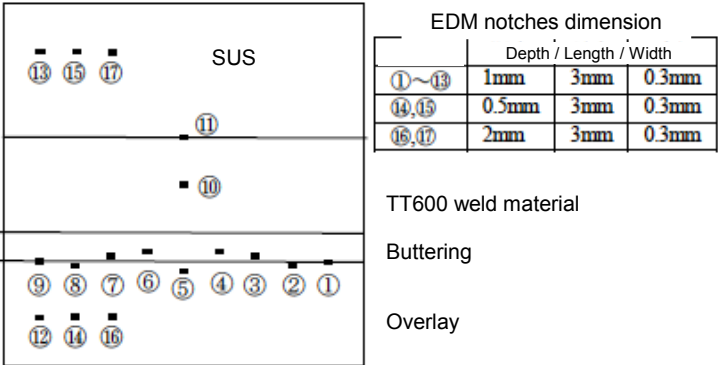 EDM notches dimension
Depth / Length / Width
①～⑬ 1mm 3mm 0.3mm
⑭,⑮ 0.5mm 3mm 0.3mm
⑯,⑰ 2mm 3mm 0.3mm
SUS
⑬ ⑮ ⑰
⑪
⑩
TT600 weld material
Buttering
⑨ ⑧ ⑦ ⑥ ⑤ ④ ③ ② ①
Overlay
⑫ ⑭ ⑯